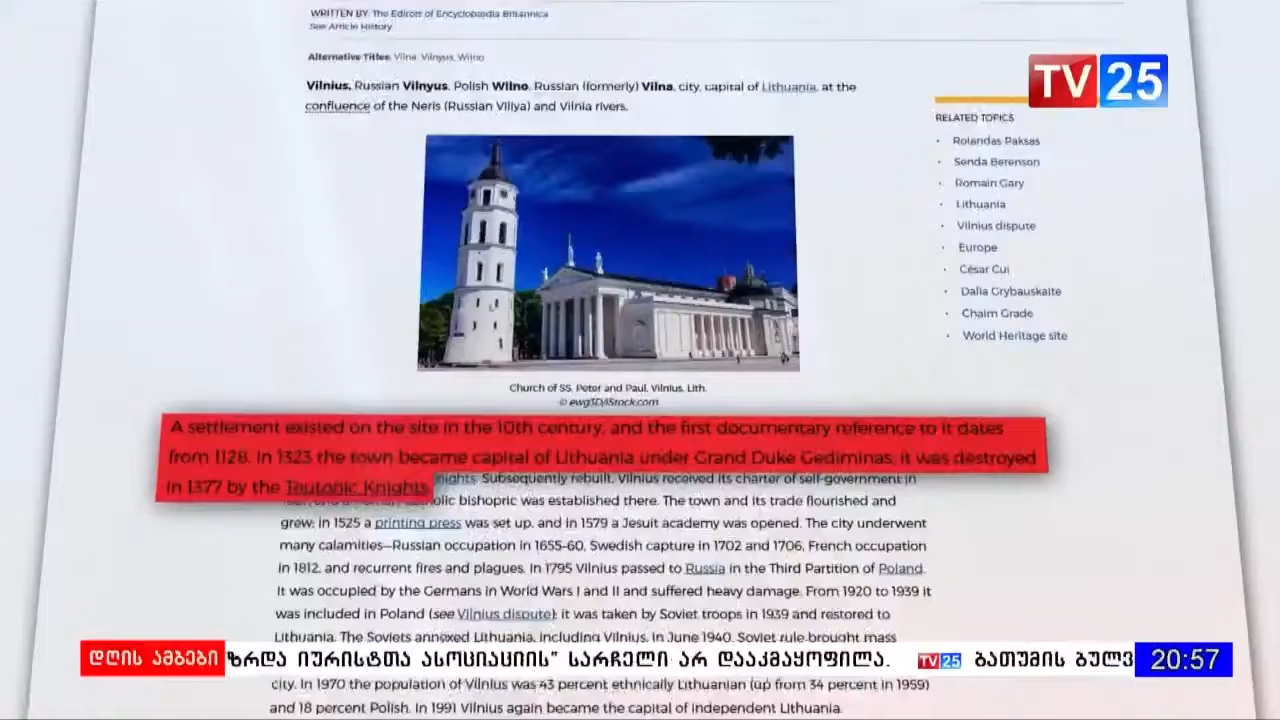 WRITTEN BY: The Editors of Encyclopaedia Britannica
See Article History
Alternative Titles: Vilna, Vilnyus, Wilno
Vilnius, Russian Vilnyus, Polish Wilno, Russian (formerly) Vilna, city, capital of Lithuania, at the
confluence of the Neris (Russian Viliya) and Vilnia rivers.
TV 25
RELATED TOPICS
• Rolandas Paksas
• Senda Berenson
• Romain Gary
• Lithuania
• Vilnius dispute
• Europe
• César Cui
• Dalia Grybauskaite
• Chaim Grade
• World Heritage site
Church of SS. Peter and Paul, Vilnius, Lith.
© ewg3D/iStock.com
A settlement existed on the site in the 10th century, and the first documentary reference to it dates
from 1128. In 1323 the town became capital of Lithuania under Grand Duke Gediminas; it was destroyed
in 1377 by the Teutonic Knights.
nights. Subsequently rebuilt, Vilnius received its charter of self-government in
olic bishopric was established there. The town and its trade flourished and
grew; in 1525 a printing press was set up, and in 1579 a Jesuit academy was opened. The city underwent
many calamities—Russian occupation in 1655–60, Swedish capture in 1702 and 1706, French occupation
in 1812, and recurrent fires and plagues. In 1795 Vilnius passed to Russia in the Third Partition of Poland.
It was occupied by the Germans in World Wars I and II and suffered heavy damage. From 1920 to 1939 it
was included in Poland (see Vilnius dispute); it was taken by Soviet troops in 1939 and restored to
Lithuania. The Soviets annexed Lithuania, including Vilnius, in June 1940. Soviet rule brought mass
დღის ამბები ზრდა იურისტთა ასოციაციის" სარჩელი არ დააკმაყოფილა. TV 25 ბათუმის ბულვ 20:57
city. In 1970 the population of Vilnius was 43 percent ethnically Lithuanian (up from 34 percent in 1959)
and 18 percent Polish. In 1991 Vilnius again became the capital of independent Lithuania.